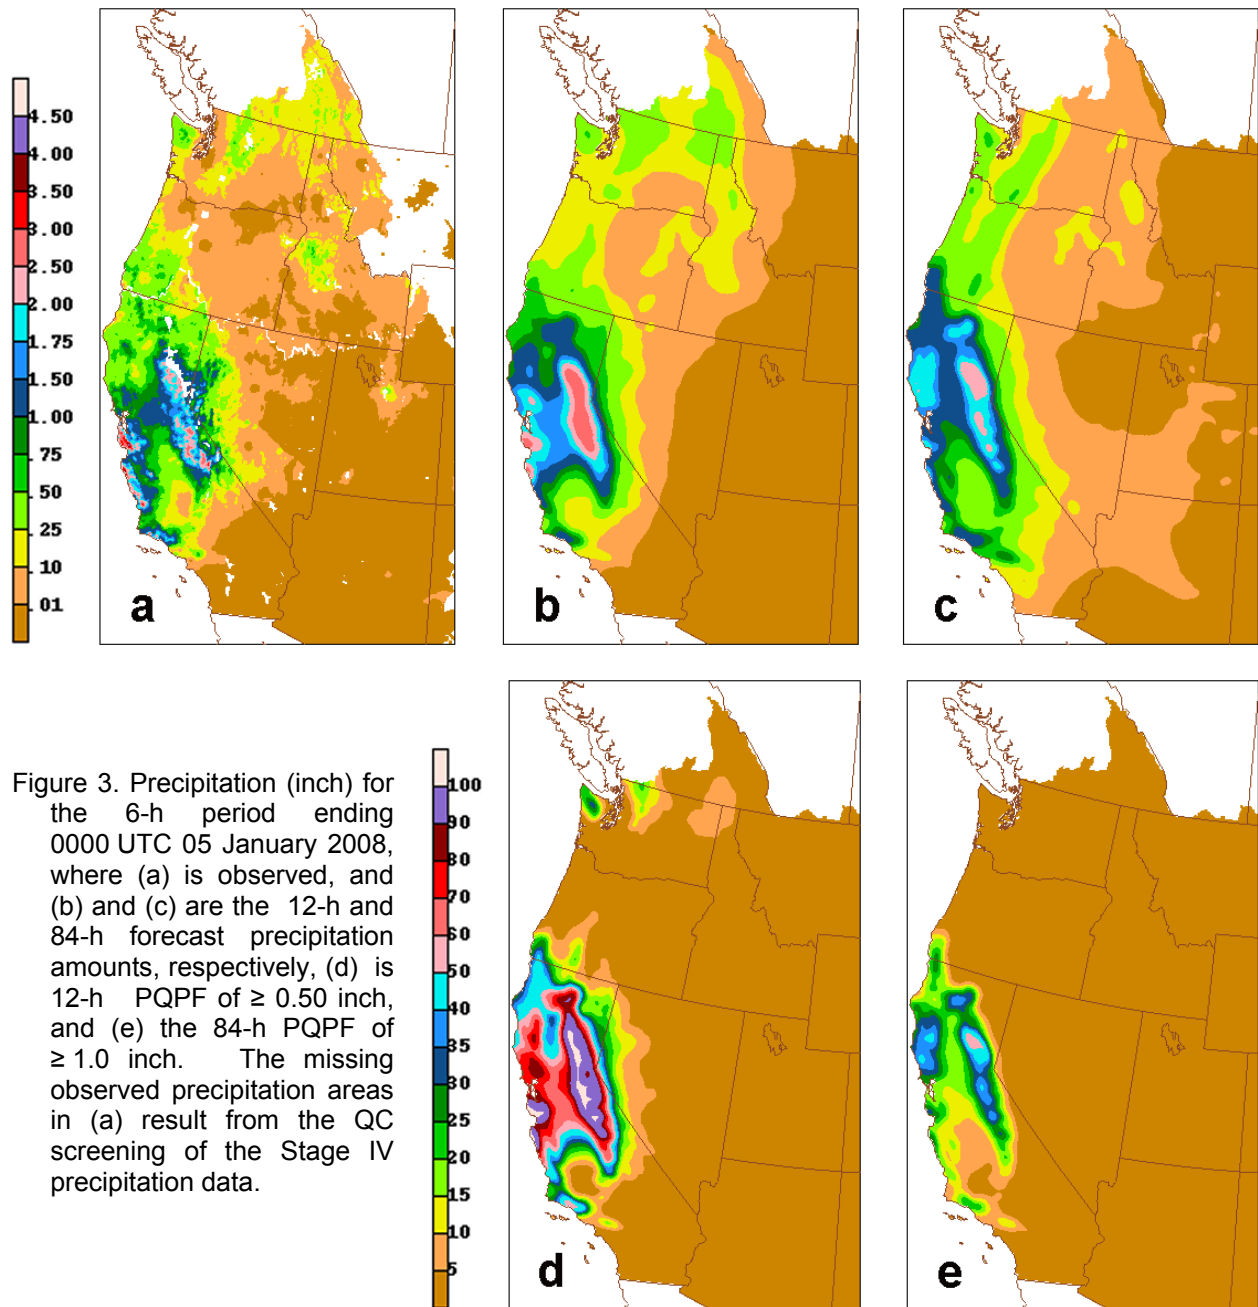 4.50
4.00
3.50
3.00
2.50
2.00
1.75
1.50
1.00
.75
.50
.25
.10
.01
a
b
c
Figure 3. Precipitation (inch) for
the 6-h period ending
0000 UTC 05 January 2008,
where (a) is observed, and
(b) and (c) are the 12-h and
84-h forecast precipitation
amounts, respectively, (d) is
12-h PQPF of ≥ 0.50 inch,
and (e) the 84-h PQPF of
≥ 1.0 inch. The missing
observed precipitation areas
in (a) result from the QC
screening of the Stage IV
precipitation data.
100
90
80
70
60
50
40
35
30
25
20
15
10
5
d
e